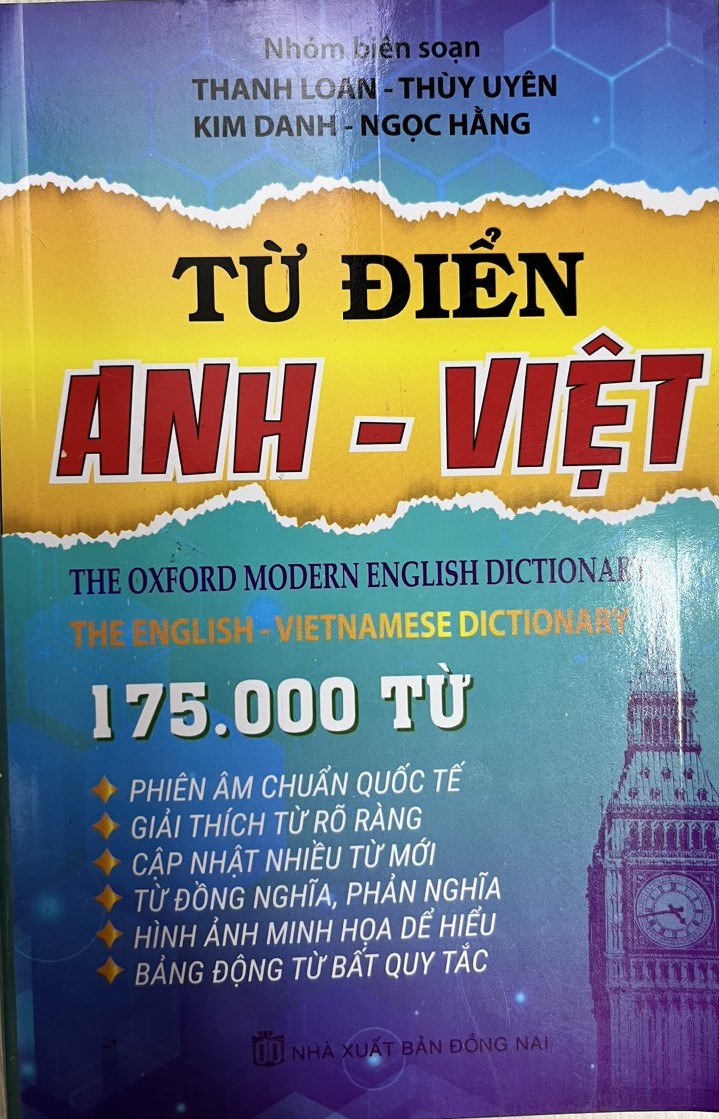 Nhóm biên soạn
THANH LOAN - THÙY UYÊN
KIM DANH - NGỌC HẰNG
TỪ ĐIỂN
ANH - VIỆT
THE OXFORD MODERN ENGLISH DICTIONARY
THE ENGLISH - VIETNAMESE DICTIONARY
175.000 TỪ
PHIÊN ÂM CHUẨN QUỐC TẾ
GIẢI THÍCH TỪ RÕ RÀNG
CẬP NHẬT NHIỀU TỪ MỚI
TỪ ĐỒNG NGHĨA, PHẢN NGHĨA
HÌNH ẢNH MINH HỌA DỄ HIỂU
BẢNG ĐỘNG TỪ BẤT QUY TẮC
NHÀ XUẤT BẢN ĐỒNG NAI